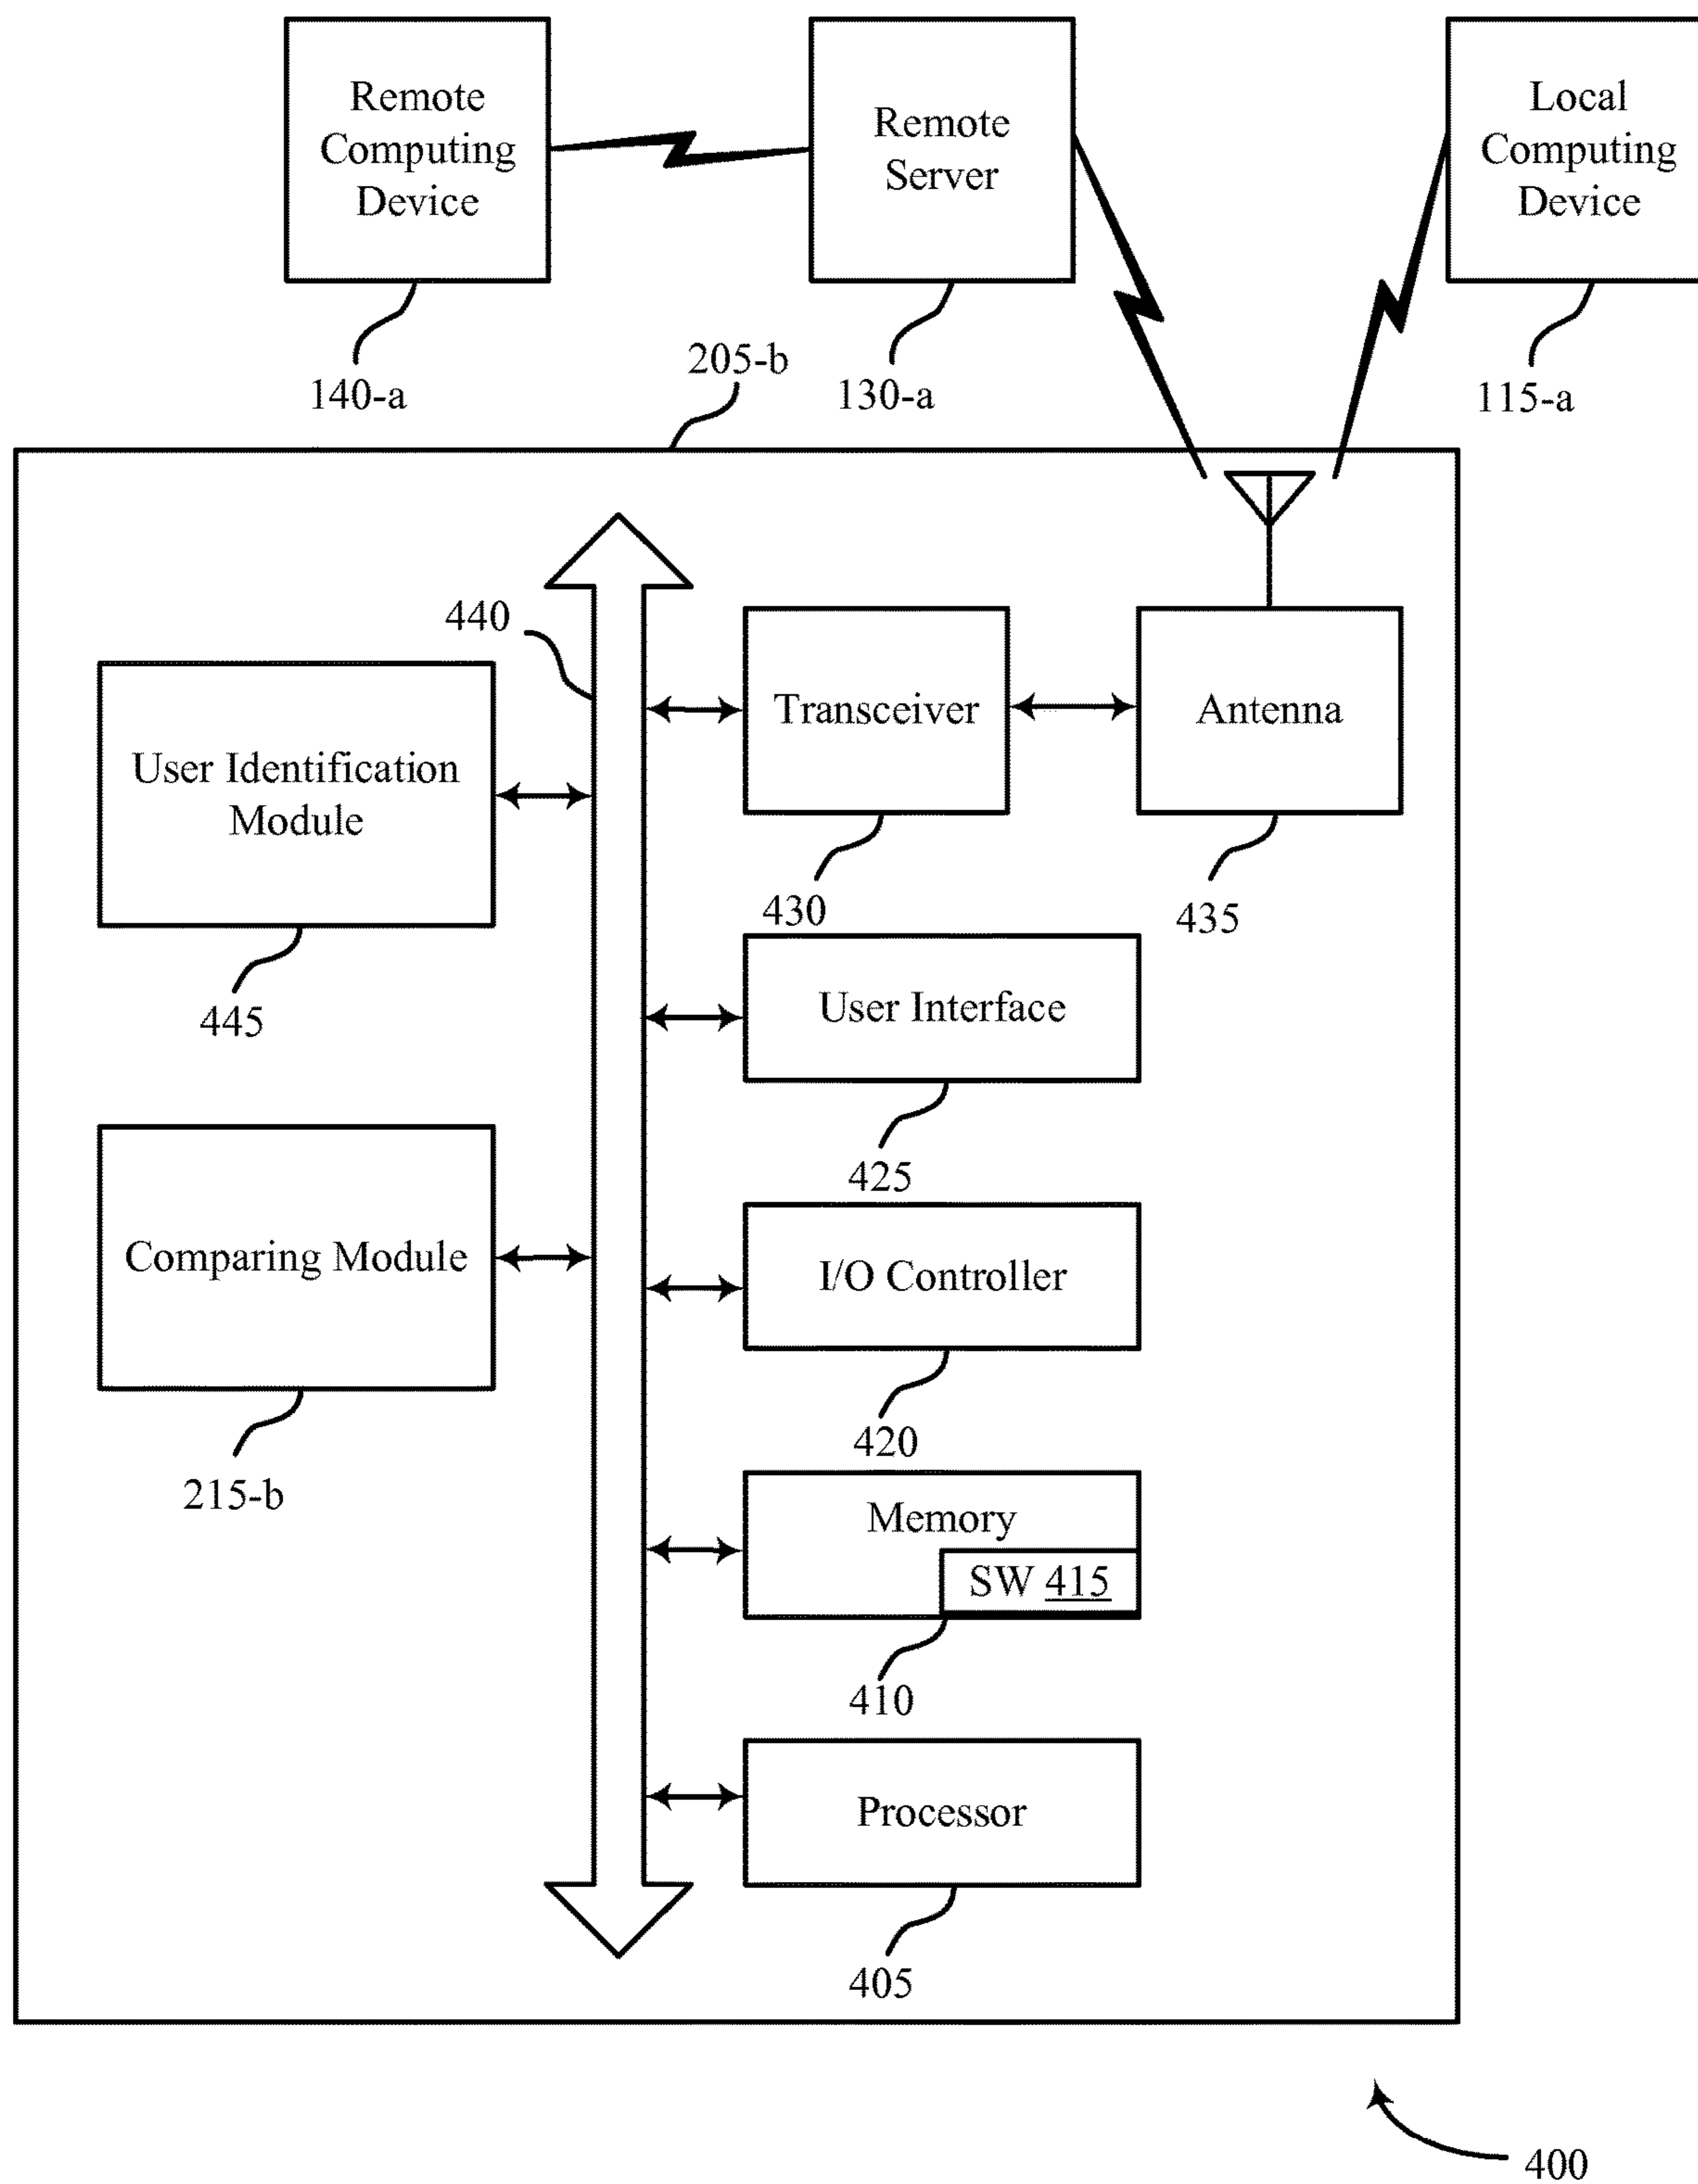 Remote
Computing
Device
Remote
Server
Local
Computing
Device
140-a
130-a
115-a
205-b
440
User Identification
Module
445
Transceiver
430
Antenna
435
User Interface
425
Comparing Module
215-b
I/O Controller
420
Memory
SW 415
410
Processor
405
400